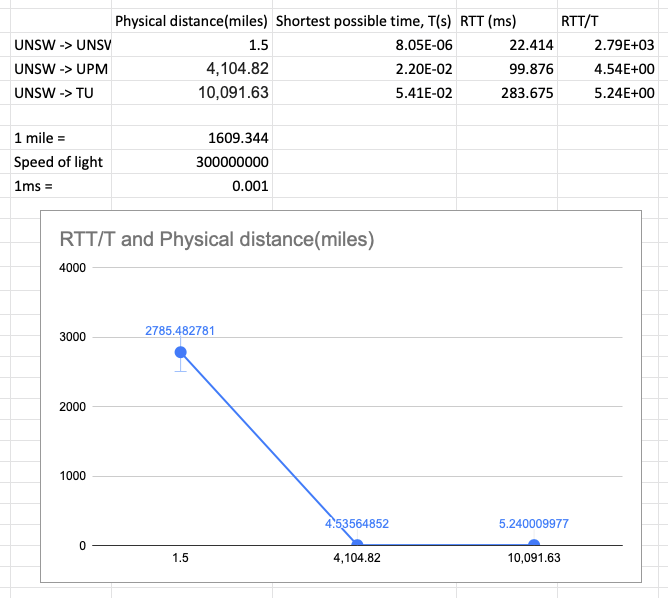 Physical distance(miles) Shortest possible time, T(s) RTT (ms) RTT/T
UNSW -> UNSW 1.5 8.05E-06 22.414 2.79E+03
UNSW -> UPM 4,104.82 2.20E-02 99.876 4.54E+00
UNSW -> TU 10,091.63 5.41E-02 283.675 5.24E+00
1 mile = 1609.344
Speed of light 300000000
1ms = 0.001
RTT/T and Physical distance(miles)
4000
2785.482781
3000
2000
1000
4.53564852 5.240009977
0
1.5 4,104.82 10,091.63